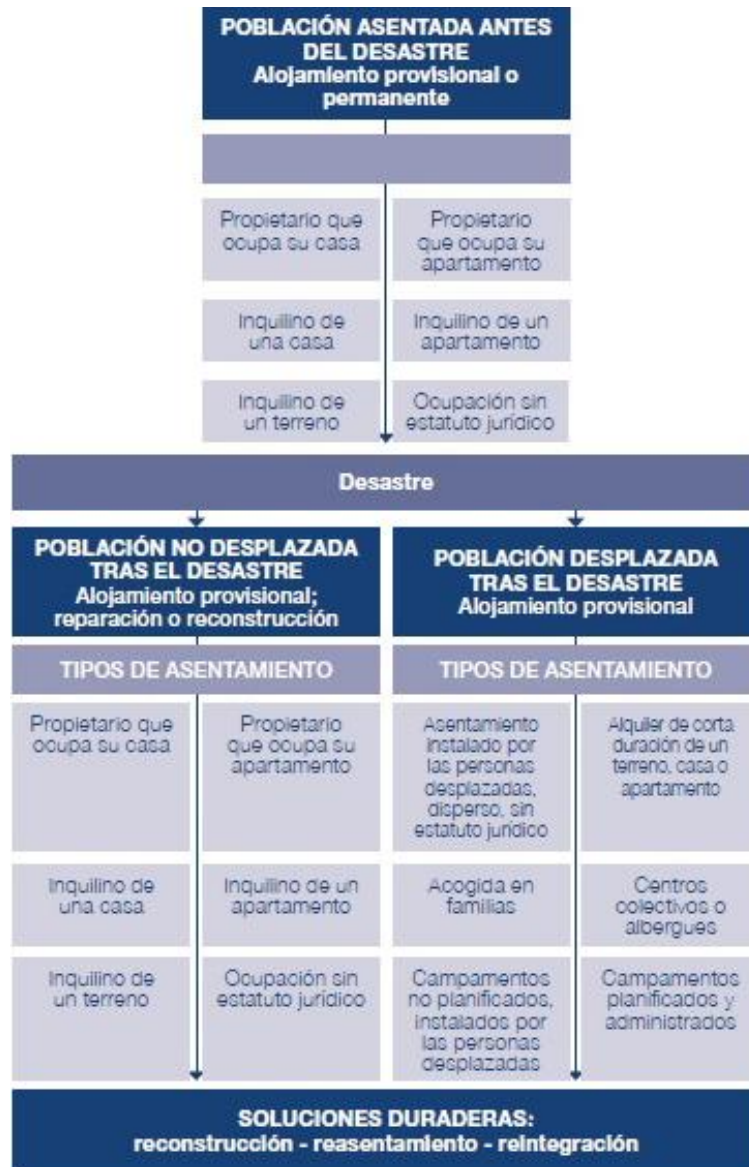 POBLACIÓN ASENTADA ANTES
DEL DESASTRE
Alojamiento provisional o
permanente
Propietario que
ocupa su casa
Propietario
que ocupa su
apartamento
Inquilino de
una casa
Inquilino de un
apartamento
Inquilino de
un terreno
Ocupación sin
estatuto jurídico
Desastre
POBLACIÓN NO DESPLAZADA
TRAS EL DESASTRE
Alojamiento provisional;
reparación o reconstrucción
POBLACIÓN DESPLAZADA
TRAS EL DESASTRE
Alojamiento provisional
TIPOS DE ASENTAMIENTO
TIPOS DE ASENTAMIENTO
Propietario que
ocupa su casa
Propietario
que ocupa su
apartamento
Asentamiento
instalado por
las personas
desplazadas,
disperso, sin
estatuto jurídico
Alquiler de corta
duración de un
terreno, casa o
apartamento
Inquilino de
una casa
Inquilino de un
apartamento
Acogida en
familias
Centros
colectivos o
albergues
Inquilino de
un terreno
Ocupación sin
estatuto jurídico
Campamentos
no planificados,
instalados por
las personas
desplazadas
Campamentos
planificados y
administrados
SOLUCIONES DURADERAS:
reconstrucción - reasentamiento - reintegración